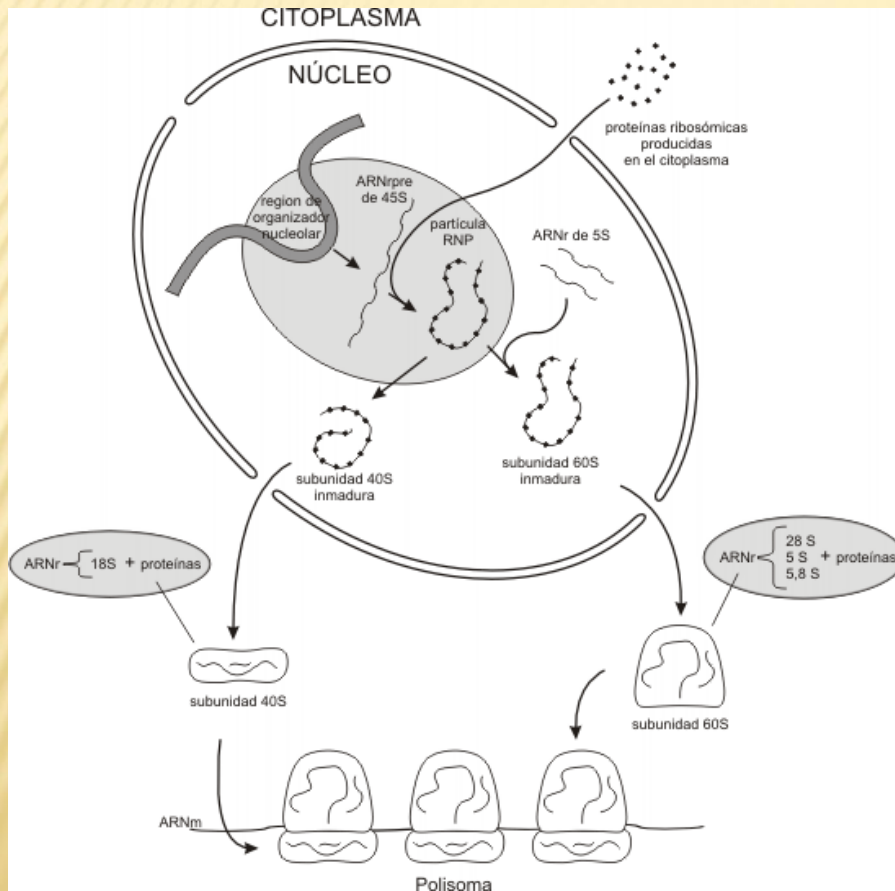 CITOPLASMA
NÚCLEO
proteínas ribosómicas
producidas
en el citoplasma
ARNrpre
de 45S
region de
organizador
nucleolar
partícula
RNP
ARNr de 5S
subunidad 40S
inmadura
subunidad 60S
inmadura
ARNr 18S + proteínas
28 S
ARNr 5 S + proteínas
5,8 S
subunidad 40S
subunidad 60S
ARNm
Polisoma